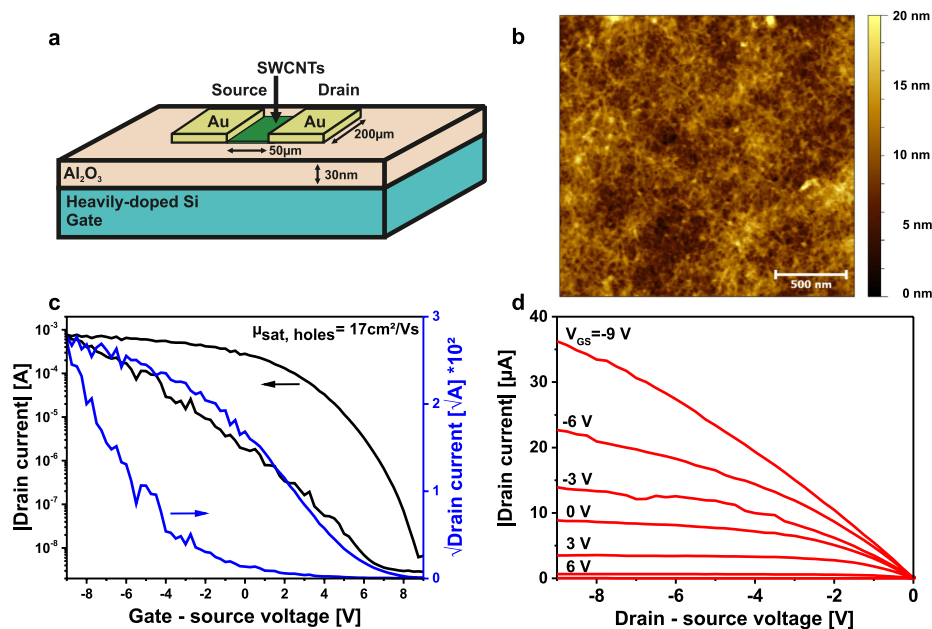 a
SWCNTs
Source
Drain
Au
Au
200µm
50µm
Al₂O₃
30nm
Heavily-doped Si
Gate
b
20 nm
15 nm
10 nm
5 nm
0 nm
500 nm
c
µsat, holes= 17cm²/Vs
|Drain current| [A]
10⁻³
10⁻⁴
10⁻⁵
10⁻⁶
10⁻⁷
10⁻⁸
√Drain current [√A] *10²
3
2
1
0
-8 -6 -4 -2 0 2 4 6 8
Gate - source voltage [V]
d
|Drain current| [µA]
40
30
20
10
0
V_GS=-9 V
-6 V
-3 V
0 V
3 V
6 V
-8 -6 -4 -2 0
Drain - source voltage [V]